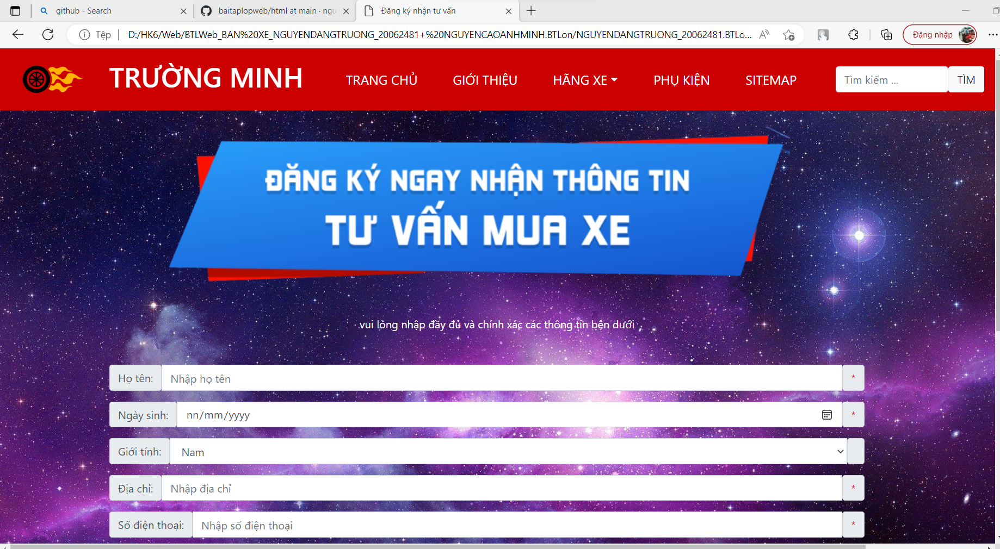 github - Search
baitaplopweb/html at main · ngu
Đăng ký nhận tư vấn
Tệp
D:/HK6/Web/BTLWeb_BAN%20XE_NGUYENDANGTRUONG_20062481+%20NGUYENCAOANHMINH.BTLon/NGUYENDANGTRUONG_20062481.BTLo...
Đăng nhập
TRƯỜNG MINH
TRANG CHỦ
GIỚI THIỆU
HÃNG XE
PHỤ KIỆN
SITEMAP
Tìm kiếm ...
TÌM
ĐĂNG KÝ NGAY NHẬN THÔNG TIN
TƯ VẤN MUA XE
vui lòng nhập đầy đủ và chính xác các thông tin bên dưới
Họ tên: Nhập họ tên *
Ngày sinh: nn/mm/yyyy *
Giới tính: Nam
Địa chỉ: Nhập địa chỉ *
Số điện thoại: Nhập số điện thoại *